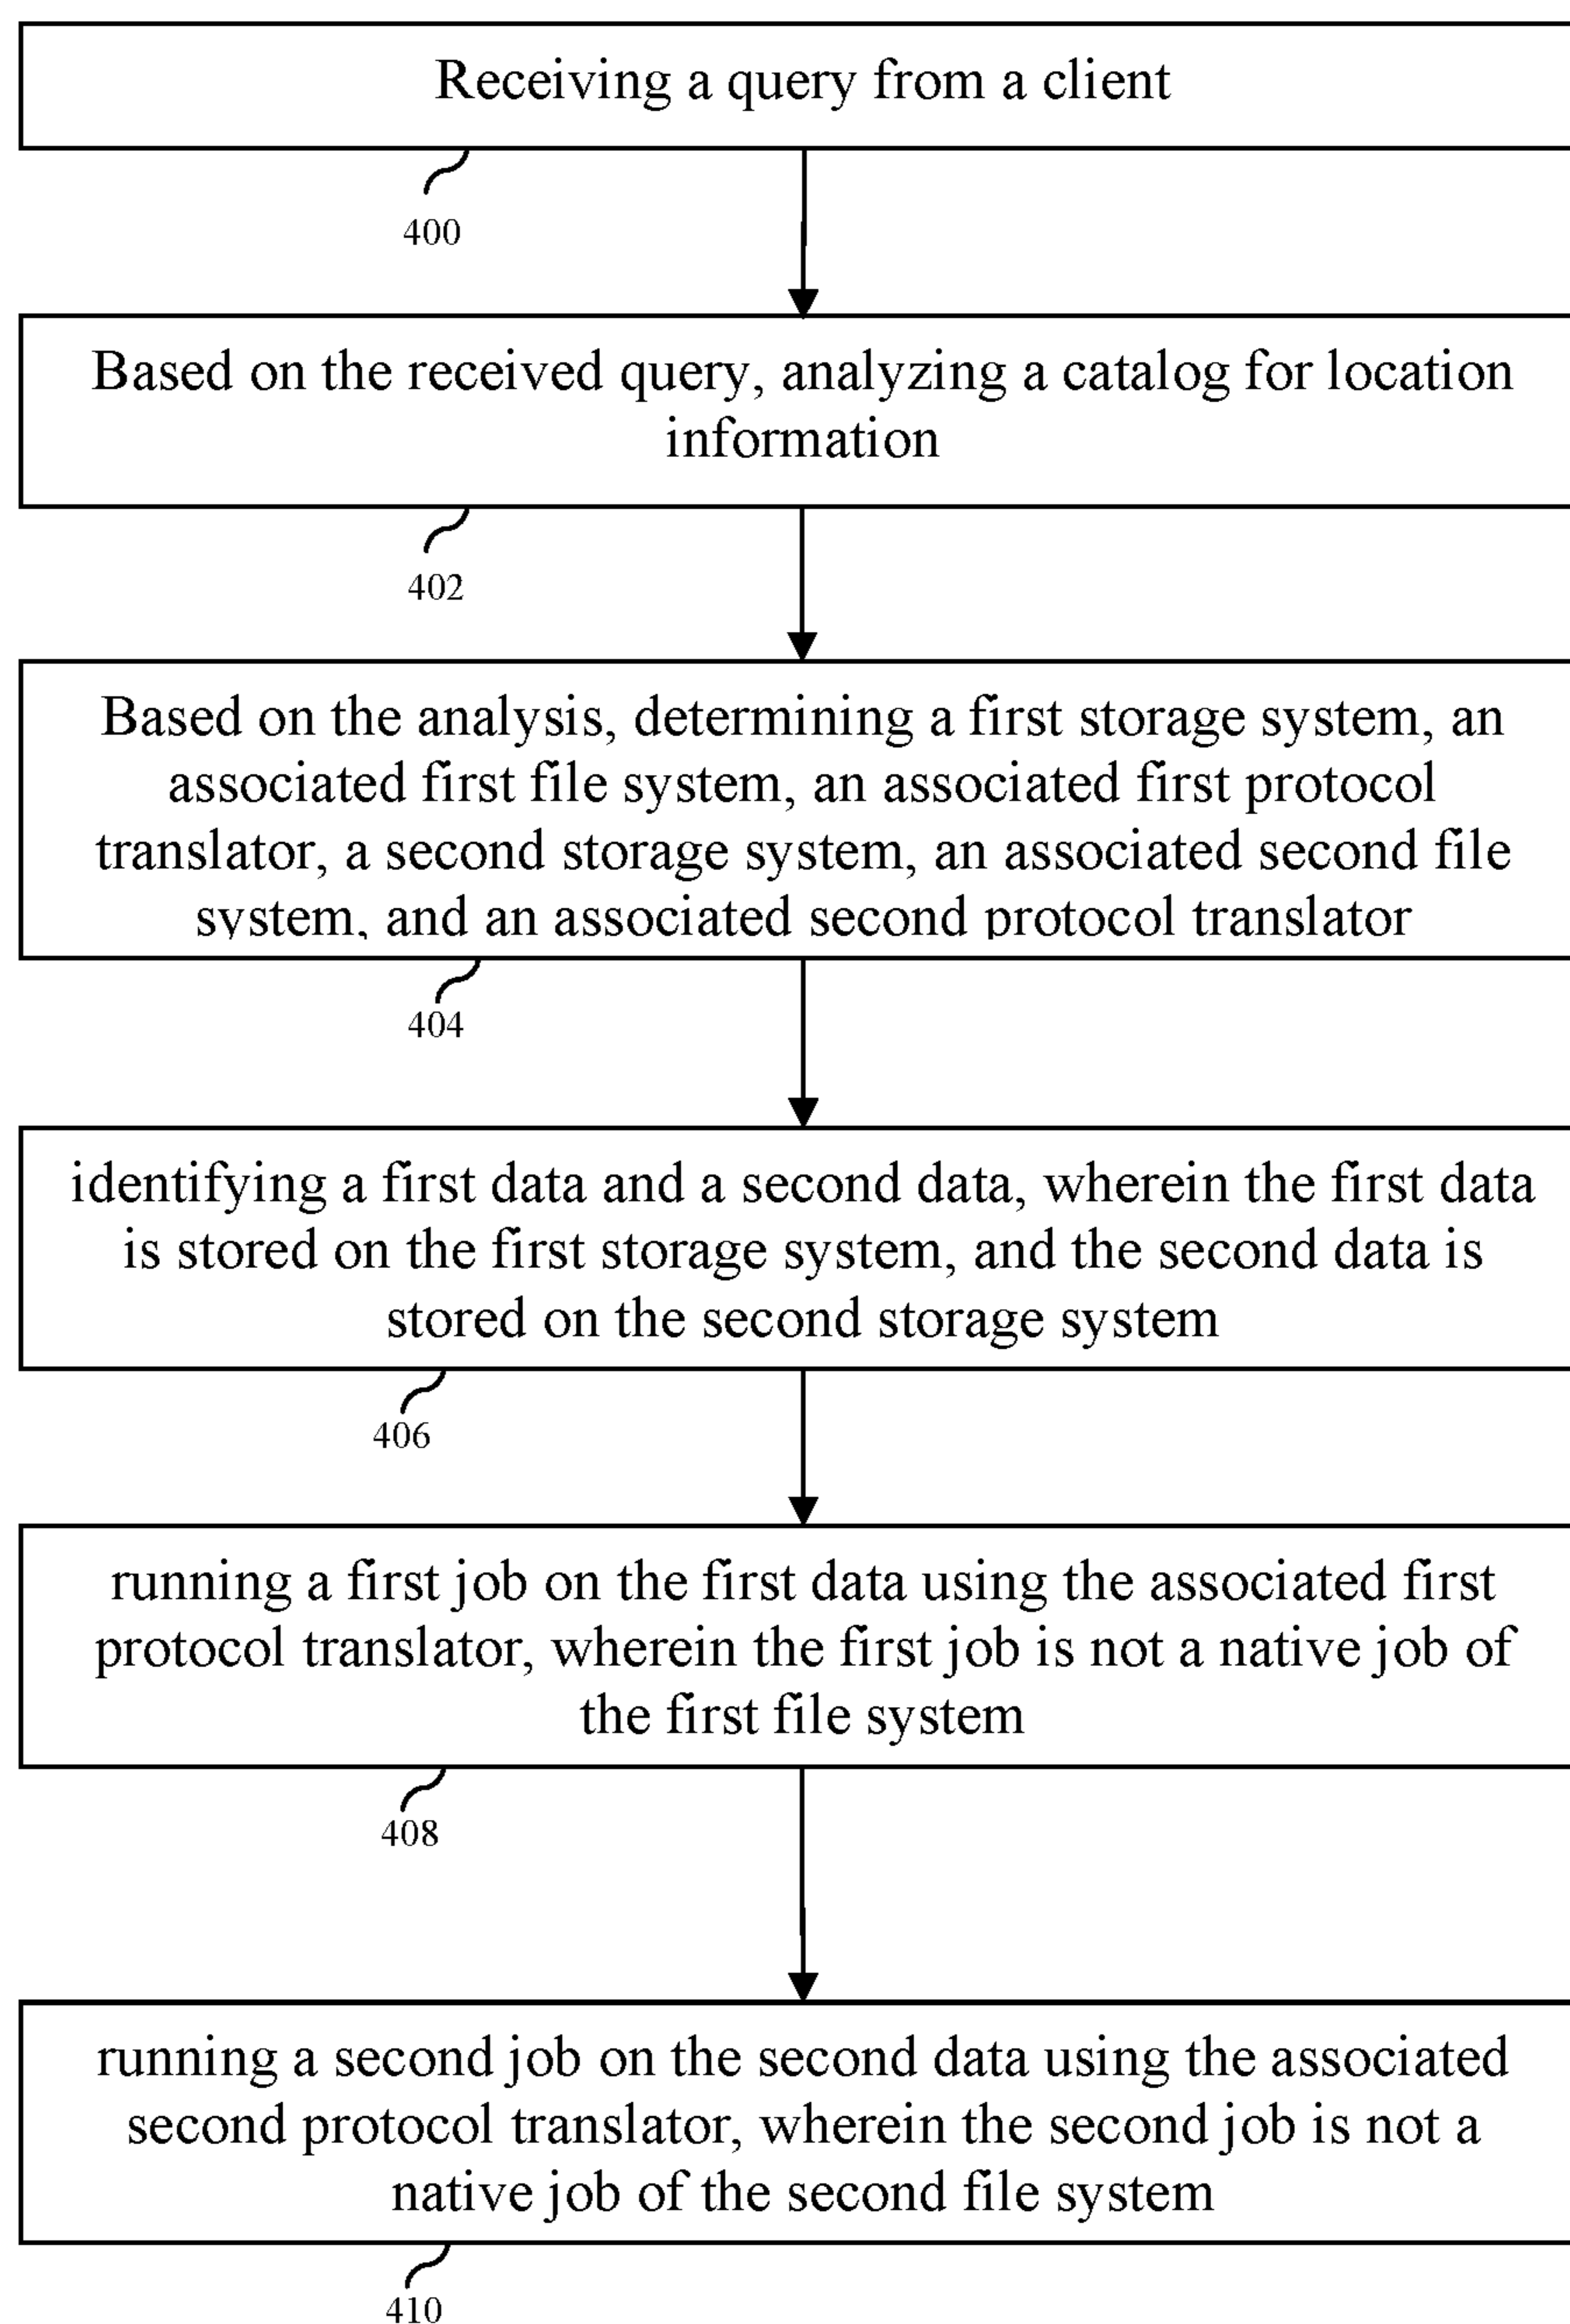 Receiving a query from a client
400
Based on the received query, analyzing a catalog for location
information
402
Based on the analysis, determining a first storage system, an
associated first file system, an associated first protocol
translator, a second storage system, an associated second file
system, and an associated second protocol translator
404
identifying a first data and a second data, wherein the first data
is stored on the first storage system, and the second data is
stored on the second storage system
406
running a first job on the first data using the associated first
protocol translator, wherein the first job is not a native job of
the first file system
408
running a second job on the second data using the associated
second protocol translator, wherein the second job is not a
native job of the second file system
410